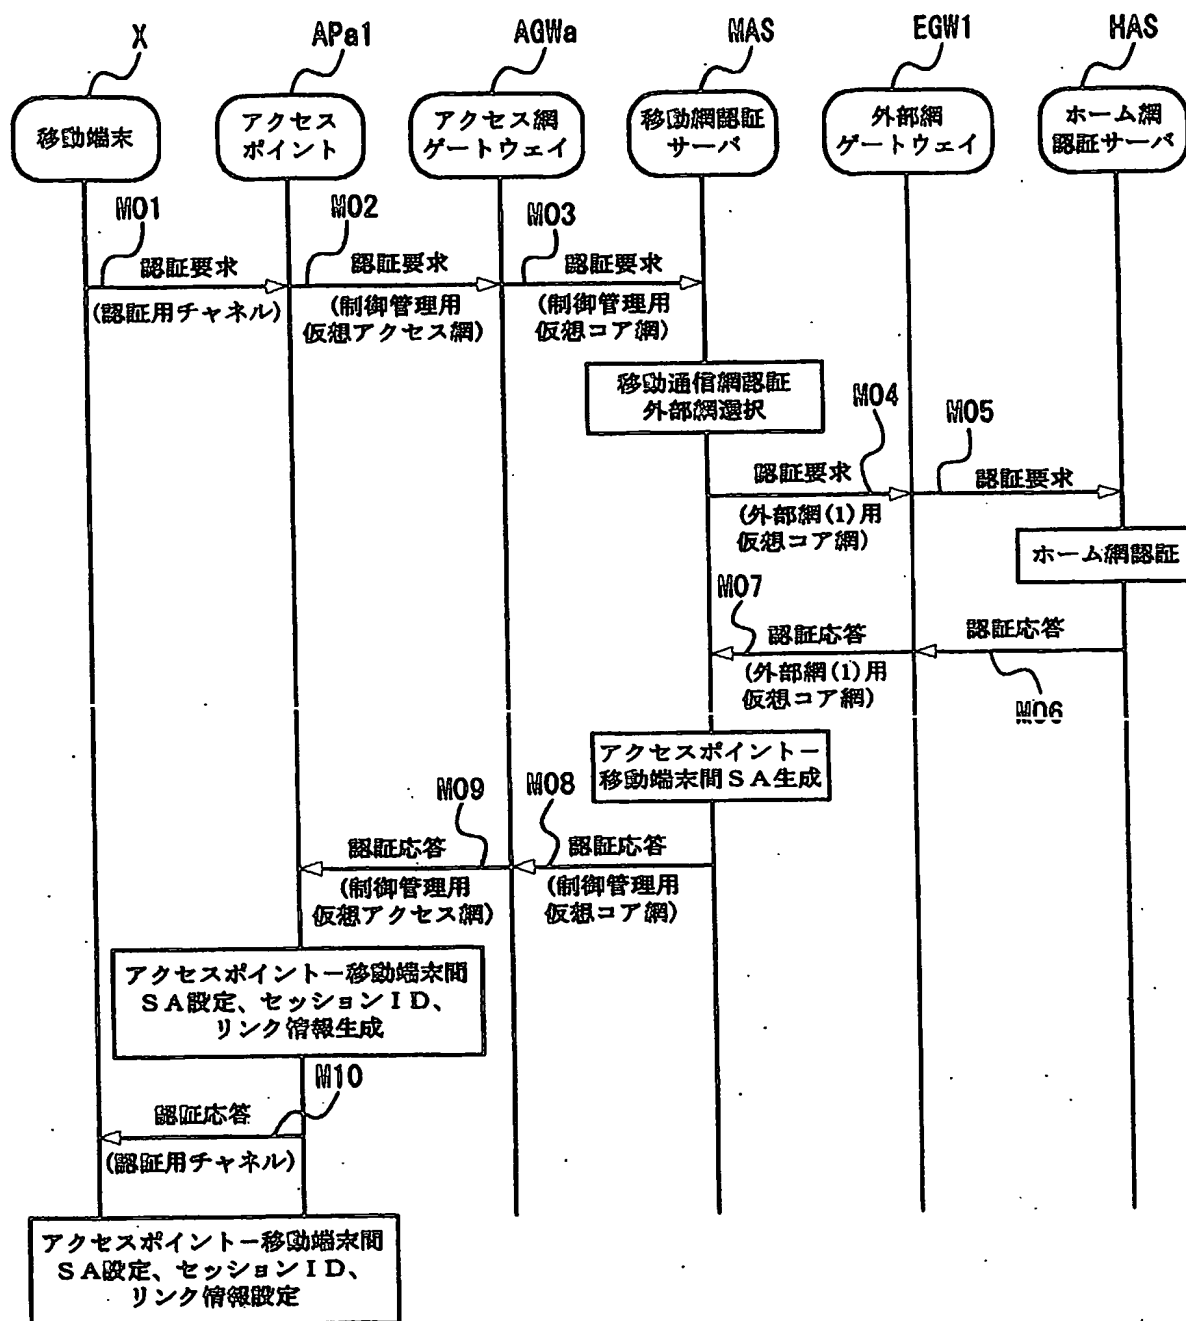 X
APa1
AGWa
MAS
EGW1
HAS
移動端末
アクセス
ポイント
アクセス網
ゲートウェイ
移動網認証
サーバ
外部網
ゲートウェイ
ホーム網
認証サーバ
M01
M02
M03
認証要求
認証要求
認証要求
(認証用チャネル)
(制御管理用
仮想アクセス網)
(制御管理用
仮想コア網)
移動通信網認証
外部網選択
M04
M05
認証要求
認証要求
(外部網(1)用
仮想コア網)
ホーム網認証
M07
認証応答
認証応答
(外部網(1)用
仮想コア網)
M06
アクセスポイントー
移動端末間SA生成
M09
M08
認証応答
認証応答
(制御管理用
仮想アクセス網)
(制御管理用
仮想コア網)
アクセスポイントー移動端末間
SA設定、セッションID、
リンク情報生成
M10
認証応答
(認証用チャネル)
アクセスポイントー移動端末間
SA設定、セッションID、
リンク情報設定